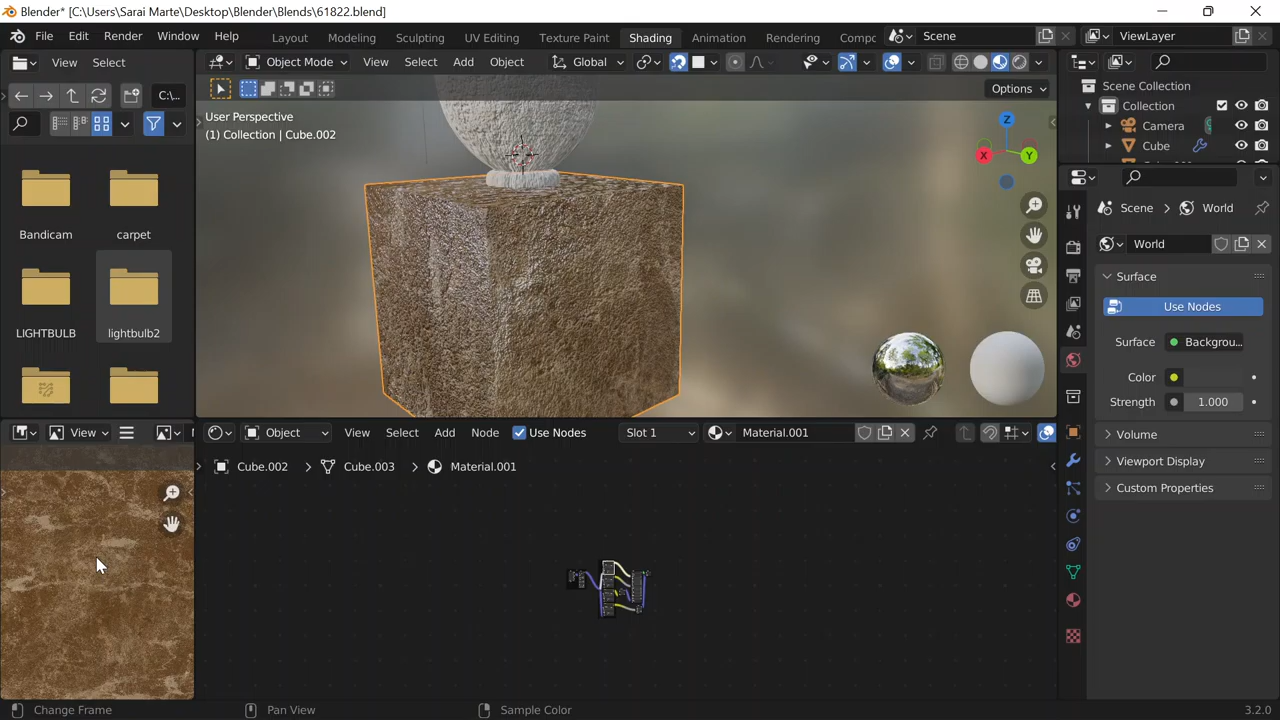 Blender* [C:\Users\Sarai Marte\Desktop\Blender\Blends\61822.blend]
File Edit Render Window Help Layout Modeling Sculpting UV Editing Texture Paint Shading Animation Rendering Compc Scene ViewLayer
View Select Object Mode View Select Add Object Global
C:\... Options
User Perspective
(1) Collection | Cube.002
Z
X
Y
Scene Collection
Collection
Camera
Cube
Bandicam carpet
LIGHTBULB lightbulb2
Scene > World
World
Surface
Use Nodes
Surface Backgrou...
Color
Strength 1.000
Volume
Viewport Display
Custom Properties
View Object View Select Add Node Use Nodes Slot 1 Material.001
Cube.002 > Cube.003 > Material.001
Change Frame Pan View Sample Color 3.2.0